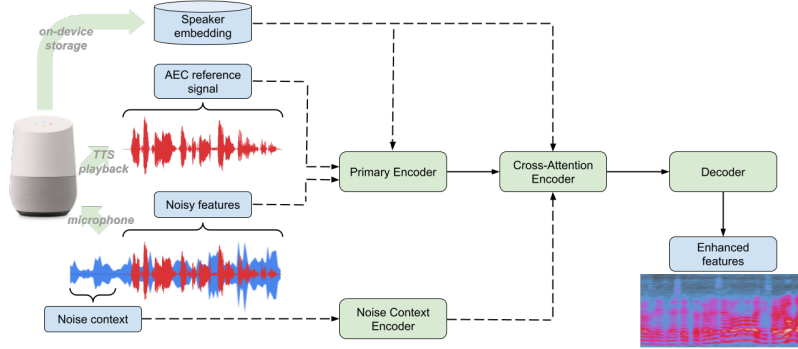 on-device
storage
Speaker
embedding
AEC reference
signal
TTS
playback
Primary Encoder
Cross-Attention
Encoder
Decoder
Noisy features
microphone
Enhanced
features
Noise context
Noise Context
Encoder